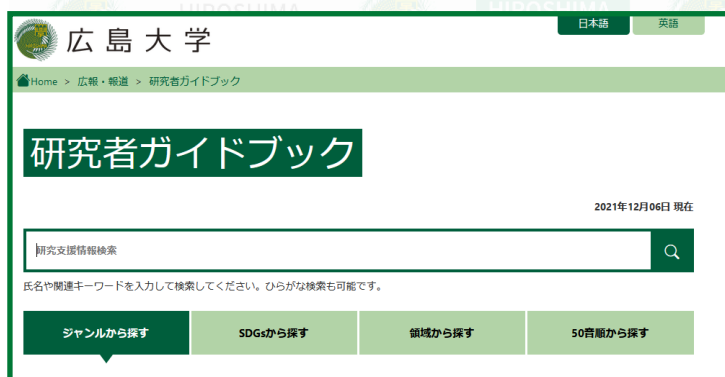 HIROSHIMA HIROSHIMA
広島大学
日本語 英語
Home > 広報・報道 > 研究者ガイドブック
研究者ガイドブック
2021年12月06日 現在
研究支援情報検索
氏名や関連キーワードを入力して検索してください。ひらがな検索も可能です。
ジャンルから探す SDGsから探す 領域から探す 50音順から探す